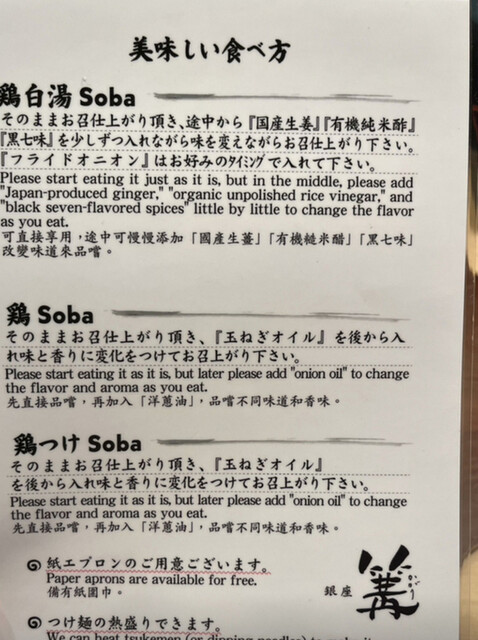 美味しい食べ方
鶏白湯 Soba
そのままお召仕上がり頂き、途中から『国産生姜』『有機純米酢』
『黒七味』を少しずつ入れながら味を変えながらお召仕上がり下さい。
『フライドオニオン』はお好みのタイミングで入れて下さい。
Please start eating it just as it is, but in the middle, please add
"Japan-produced ginger," "organic unpolished rice vinegar," and
"black seven-flavored spices" little by little to change the flavor
as you eat.
可直接享用，途中可慢慢添加「國產生薑」「有機糙米醋」「黑七味」
改變味道來品嚐。
鶏 Soba
そのままお召仕上がり頂き、『玉ねぎオイル』を後から入
れ味と香りに変化をつけてお召上がり下さい。
Please start eating it as it is, but later please add "onion oil" to change
the flavor and aroma as you eat.
先直接品嚐，再加入「洋蔥油」，品嚐不同味道和香味。
鶏つけ Soba
そのままお召仕上がり頂き、『玉ねぎオイル』
を後から入れ味と香りに変化をつけてお召上がり下さい。
Please start eating it as it is, but later please add "onion oil" to change
the flavor and aroma as you eat.
先直接品嚐，再加入「洋蔥油」，品嚐不同味道和香味。
紙エプロンのご用意ございます。
Paper aprons are available for free.
備有紙圍巾。
銀座 篝 かがり
つけ麺の熱盛りできます。
We can heat tsukemen (or dipping noodles)